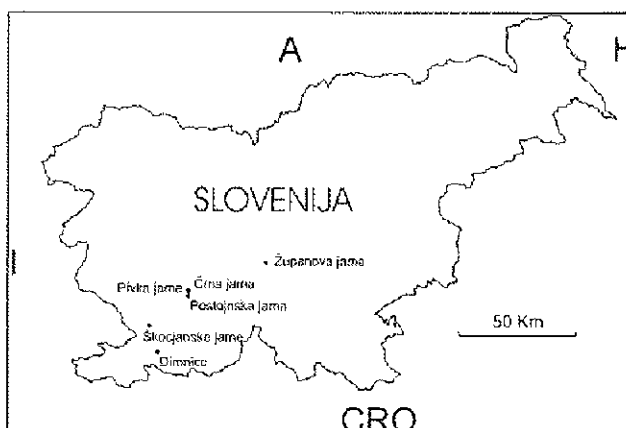 A
H
SLOVENIJA
Županova jama
Pivka jama
Črna jama
Postojnska jama
Škocjanske jame
Dimnice
50 Km
CRO